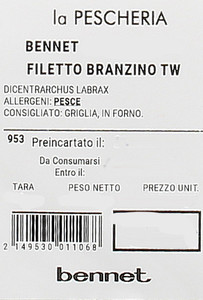 la PESCHERIA
BENNET
FILETTO BRANZINO TW
DICENTRARCHUS LABRAX
ALLERGENI: PESCE
CONSIGLIATO: GRIGLIA, IN FORNO.
953 Preincartato il:
Da Consumarsi
Entro il:
TARA PESO NETTO PREZZO UNIT.
2 149530 011068
bennet